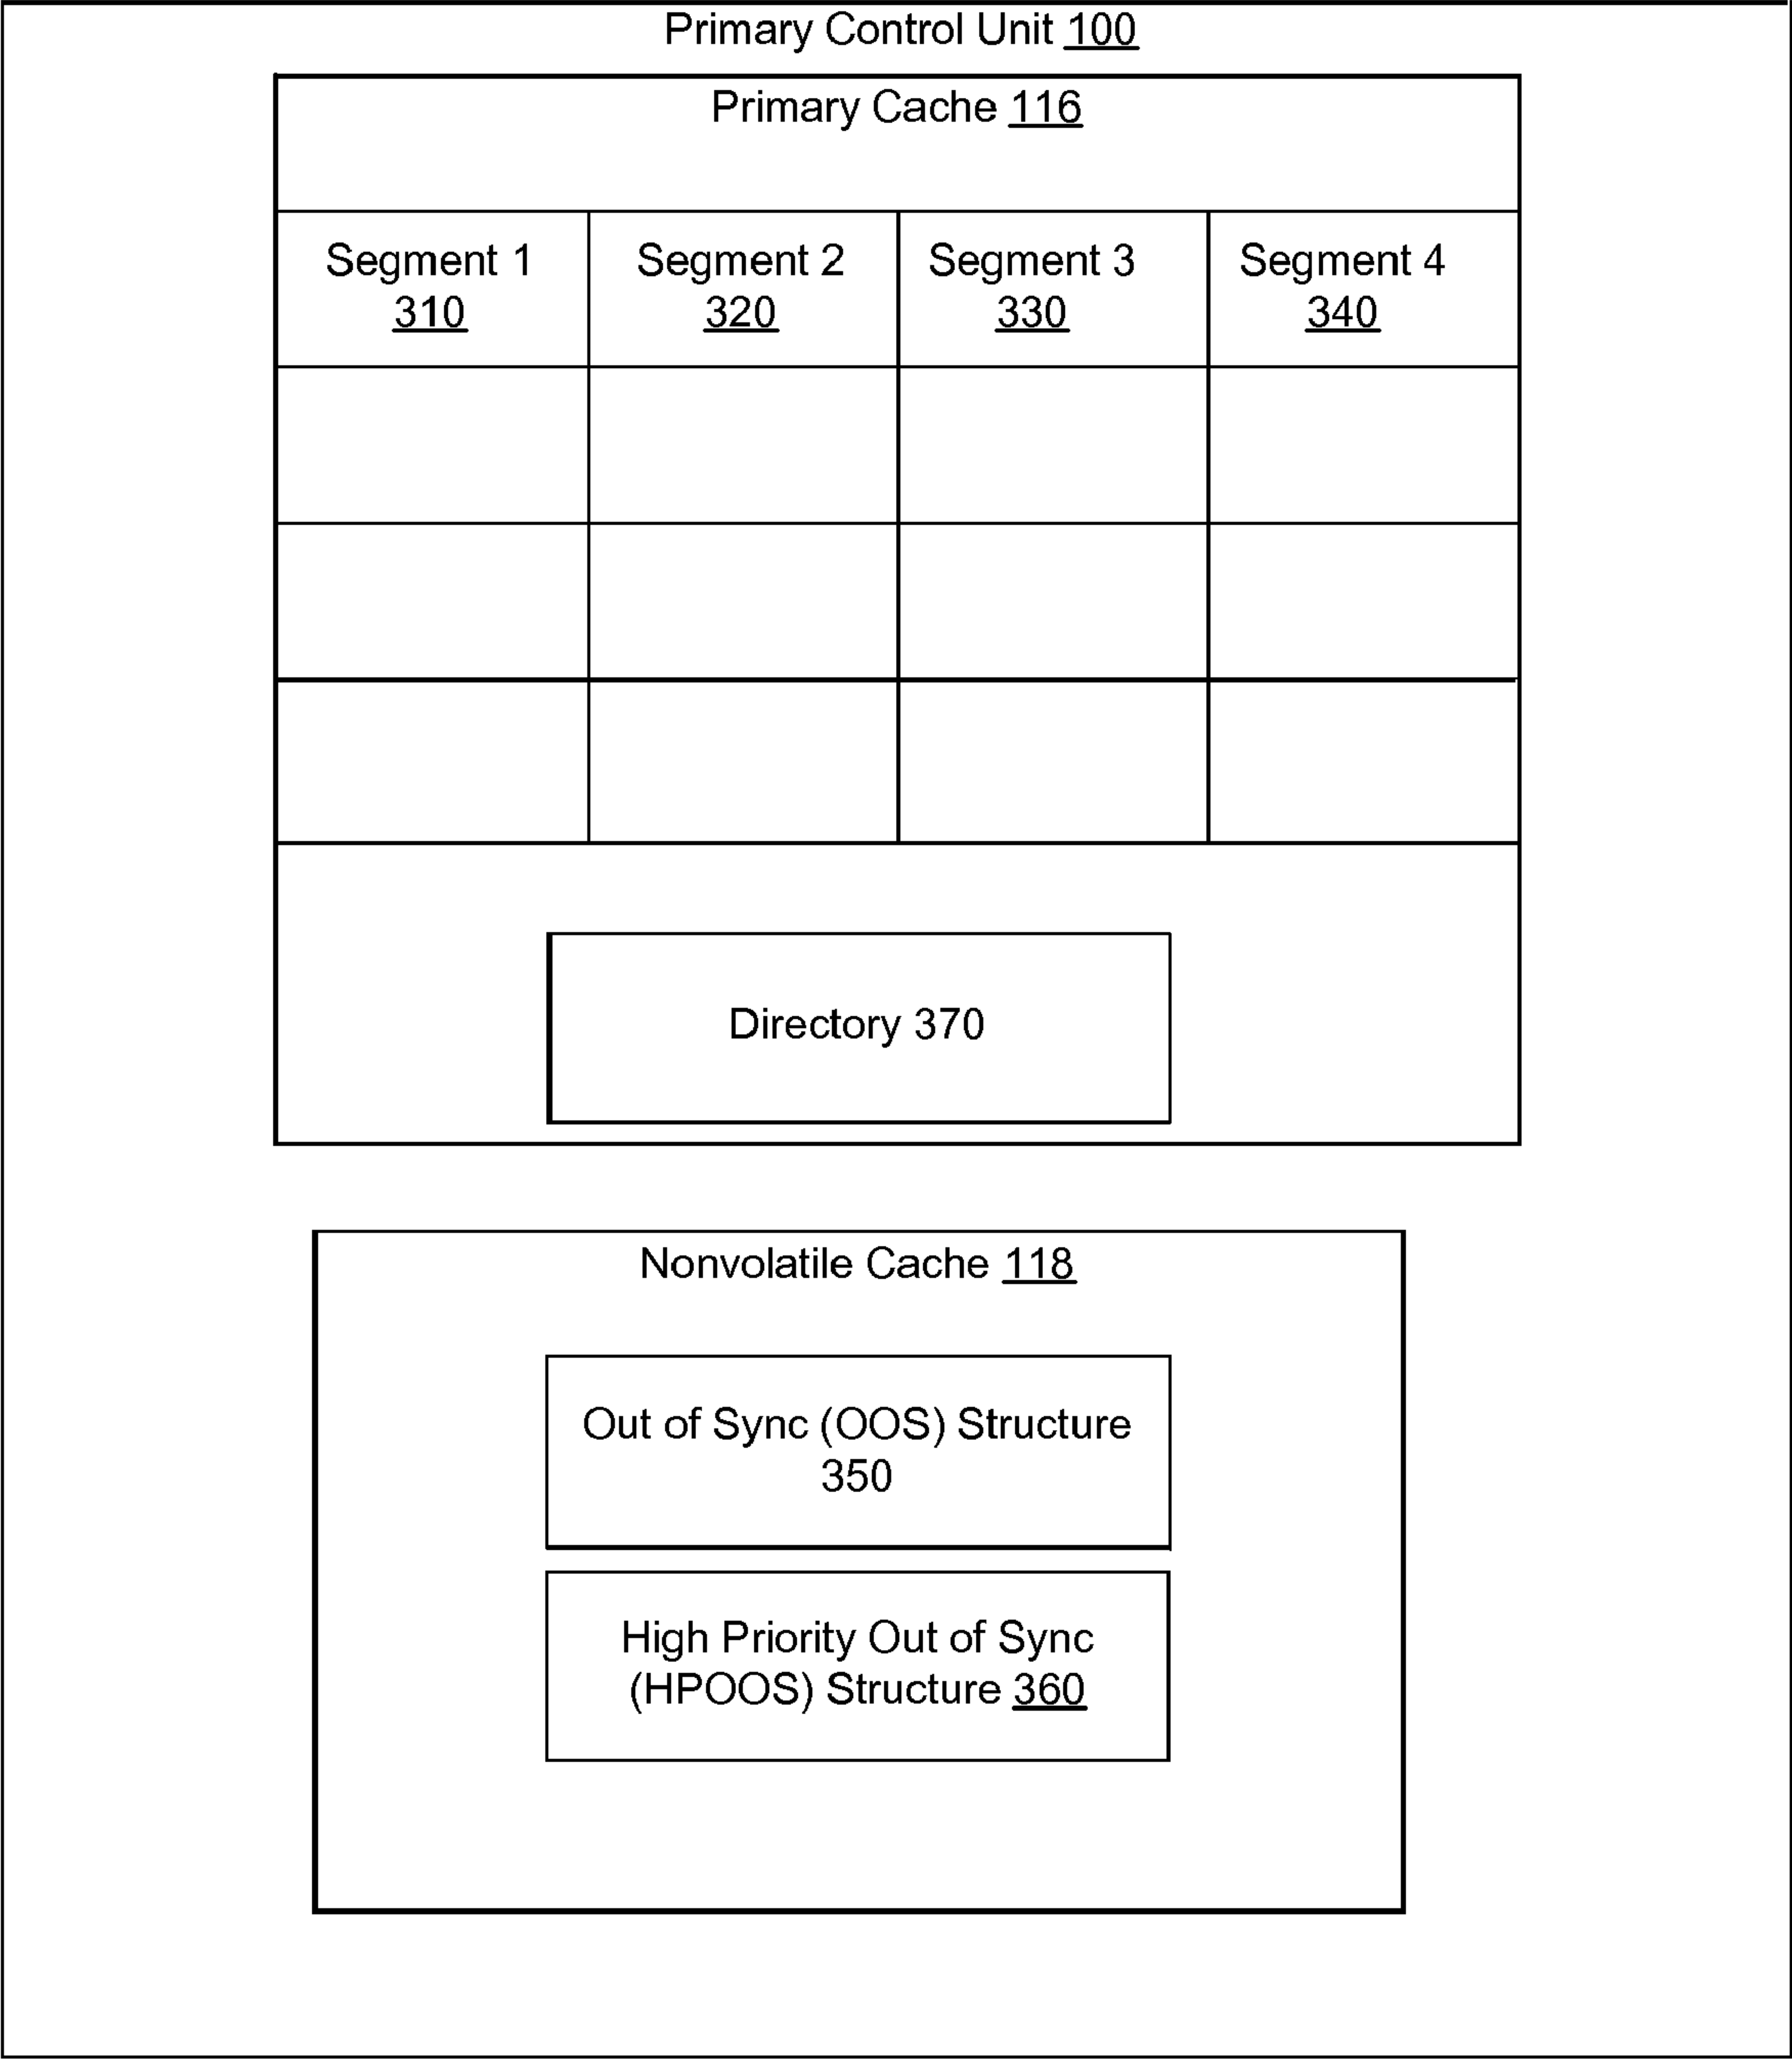 Primary Control Unit 100
Primary Cache 116
Segment 1
310
Segment 2
320
Segment 3
330
Segment 4
340
Directory 370
Nonvolatile Cache 118
Out of Sync (OOS) Structure
350
High Priority Out of Sync
(HPOOS) Structure 360